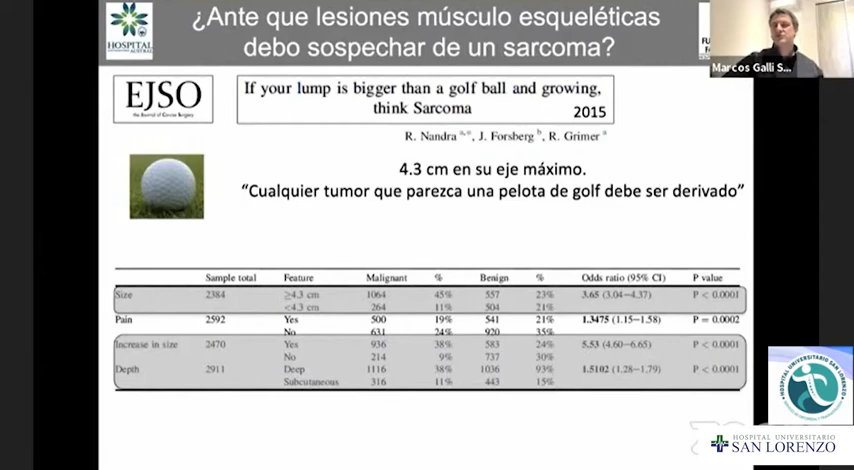 ¿Ante que lesiones músculo esqueléticas
debo sospechar de un sarcoma?
HOSPITAL
AUSTRAL
Marcos Galli S...
EJSO
If your lump is bigger than a golf ball and growing,
think Sarcoma
2015
R. Nandra a,*, J. Forsberg b, R. Grimer a
4.3 cm en su eje máximo.
“Cualquier tumor que parezca una pelota de golf debe ser derivado”
Sample total Feature Malignant % Benign % Odds ratio (95% CI) P value
Size 2384 ≥4.3 cm 1064 45% 557 23% 3.65 (3.04–4.37) P < 0.0001
<4.3 cm 264 11% 504 21%
Pain 2592 Yes 500 19% 541 21% 1.3475 (1.15–1.58) P = 0.0002
No 631 24% 920 35%
Increase in size 2470 Yes 936 38% 583 24% 5.53 (4.60–6.65) P < 0.0001
No 214 9% 737 30%
Depth 2911 Deep 1116 38% 1036 93% 1.5102 (1.28–1.79) P < 0.0001
Subcutaneous 316 11% 443 15%
HOSPITAL UNIVERSITARIO SAN LORENZO
HOSPITAL UNIVERSITARIO
SAN LORENZO